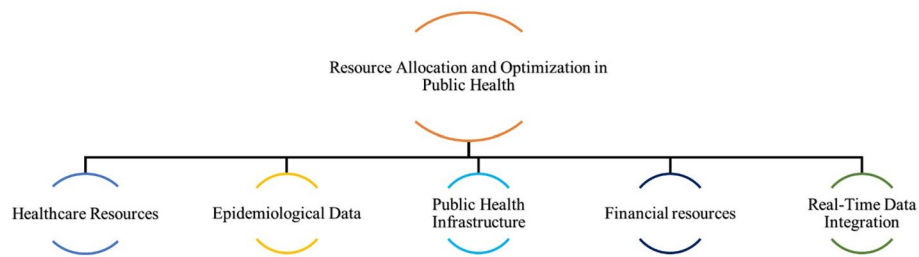 Resource Allocation and Optimization in
Public Health
Healthcare Resources
Epidemiological Data
Public Health
Infrastructure
Financial resources
Real-Time Data
Integration